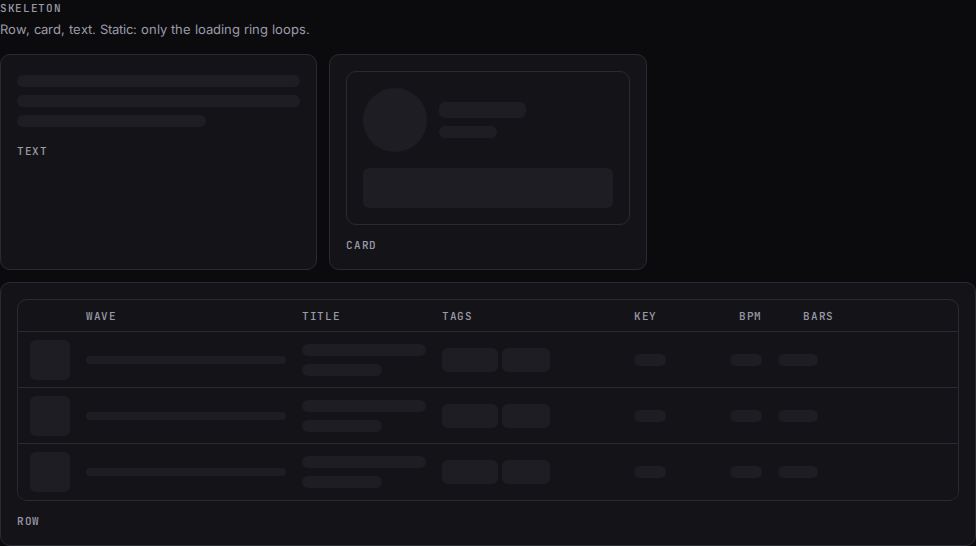 SKELETON
Row, card, text. Static: only the loading ring loops.
TEXT
CARD
WAVE TITLE TAGS KEY BPM BARS
ROW